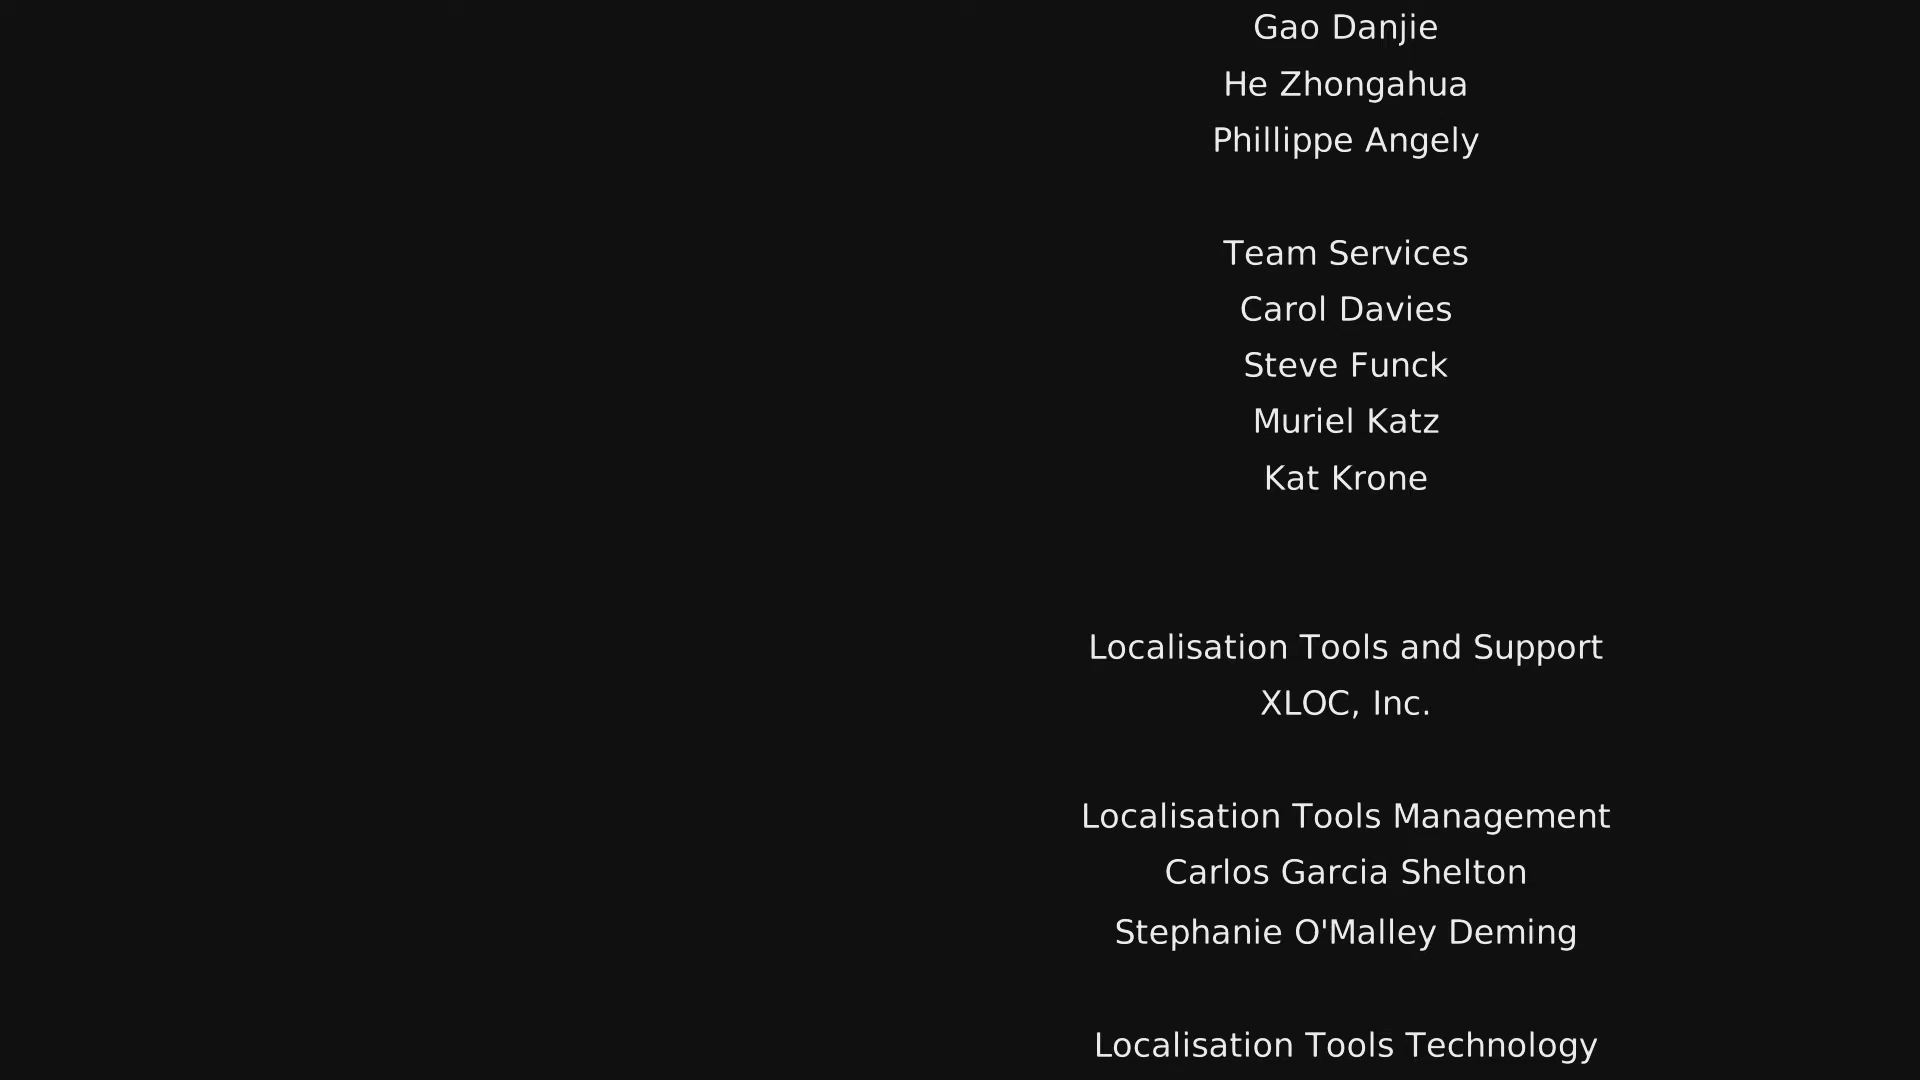 Gao Danjie
He Zhongahua
Phillippe Angely
Team Services
Carol Davies
Steve Funck
Muriel Katz
Kat Krone
Localisation Tools and Support
XLOC, Inc.
Localisation Tools Management
Carlos Garcia Shelton
Stephanie O'Malley Deming
Localisation Tools Technology